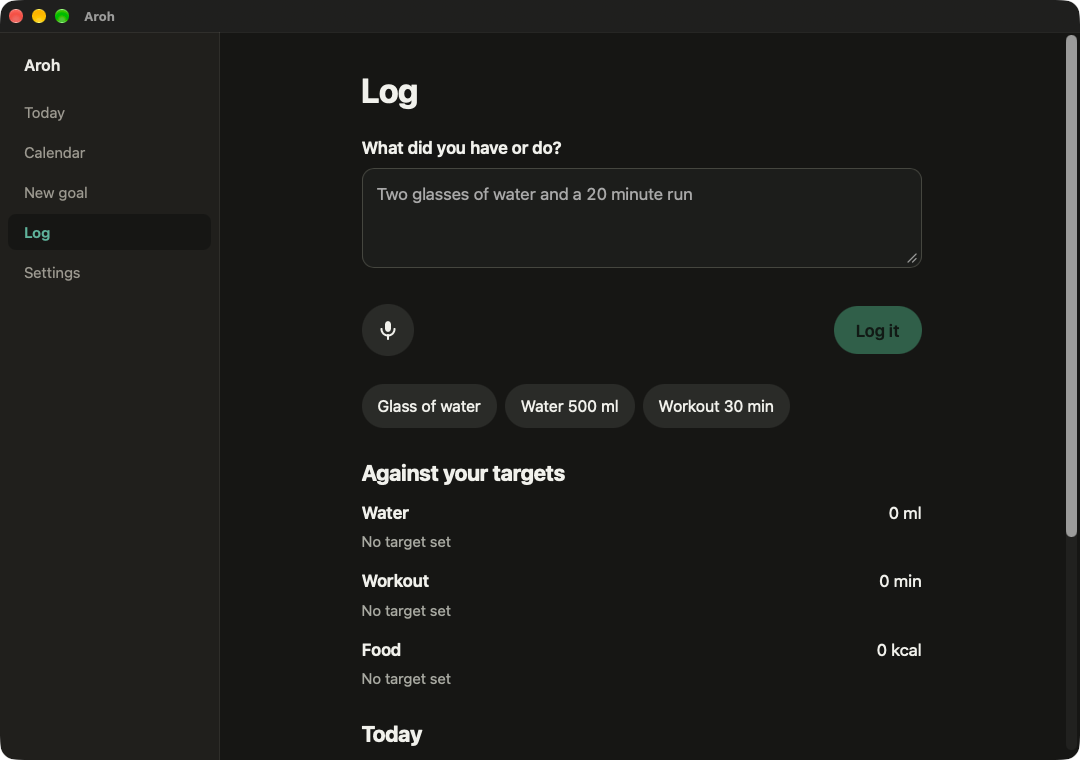 Aroh
Aroh
Today
Calendar
New goal
Log
Settings
Log
What did you have or do?
Two glasses of water and a 20 minute run
Log it
Glass of water
Water 500 ml
Workout 30 min
Against your targets
Water
0 ml
No target set
Workout
0 min
No target set
Food
0 kcal
No target set
Today